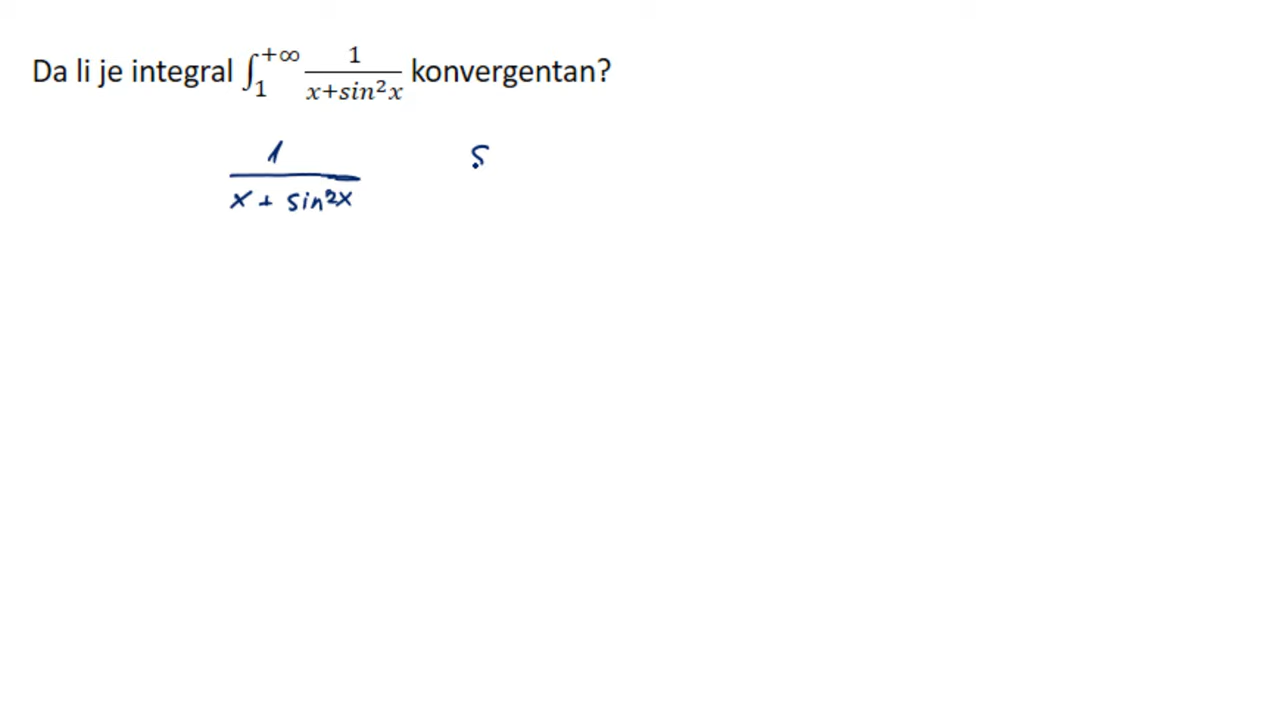 Da li je integral ∫₁^{+∞} 1/(x+sin²x) konvergentan?
1/(x + sin²x) S